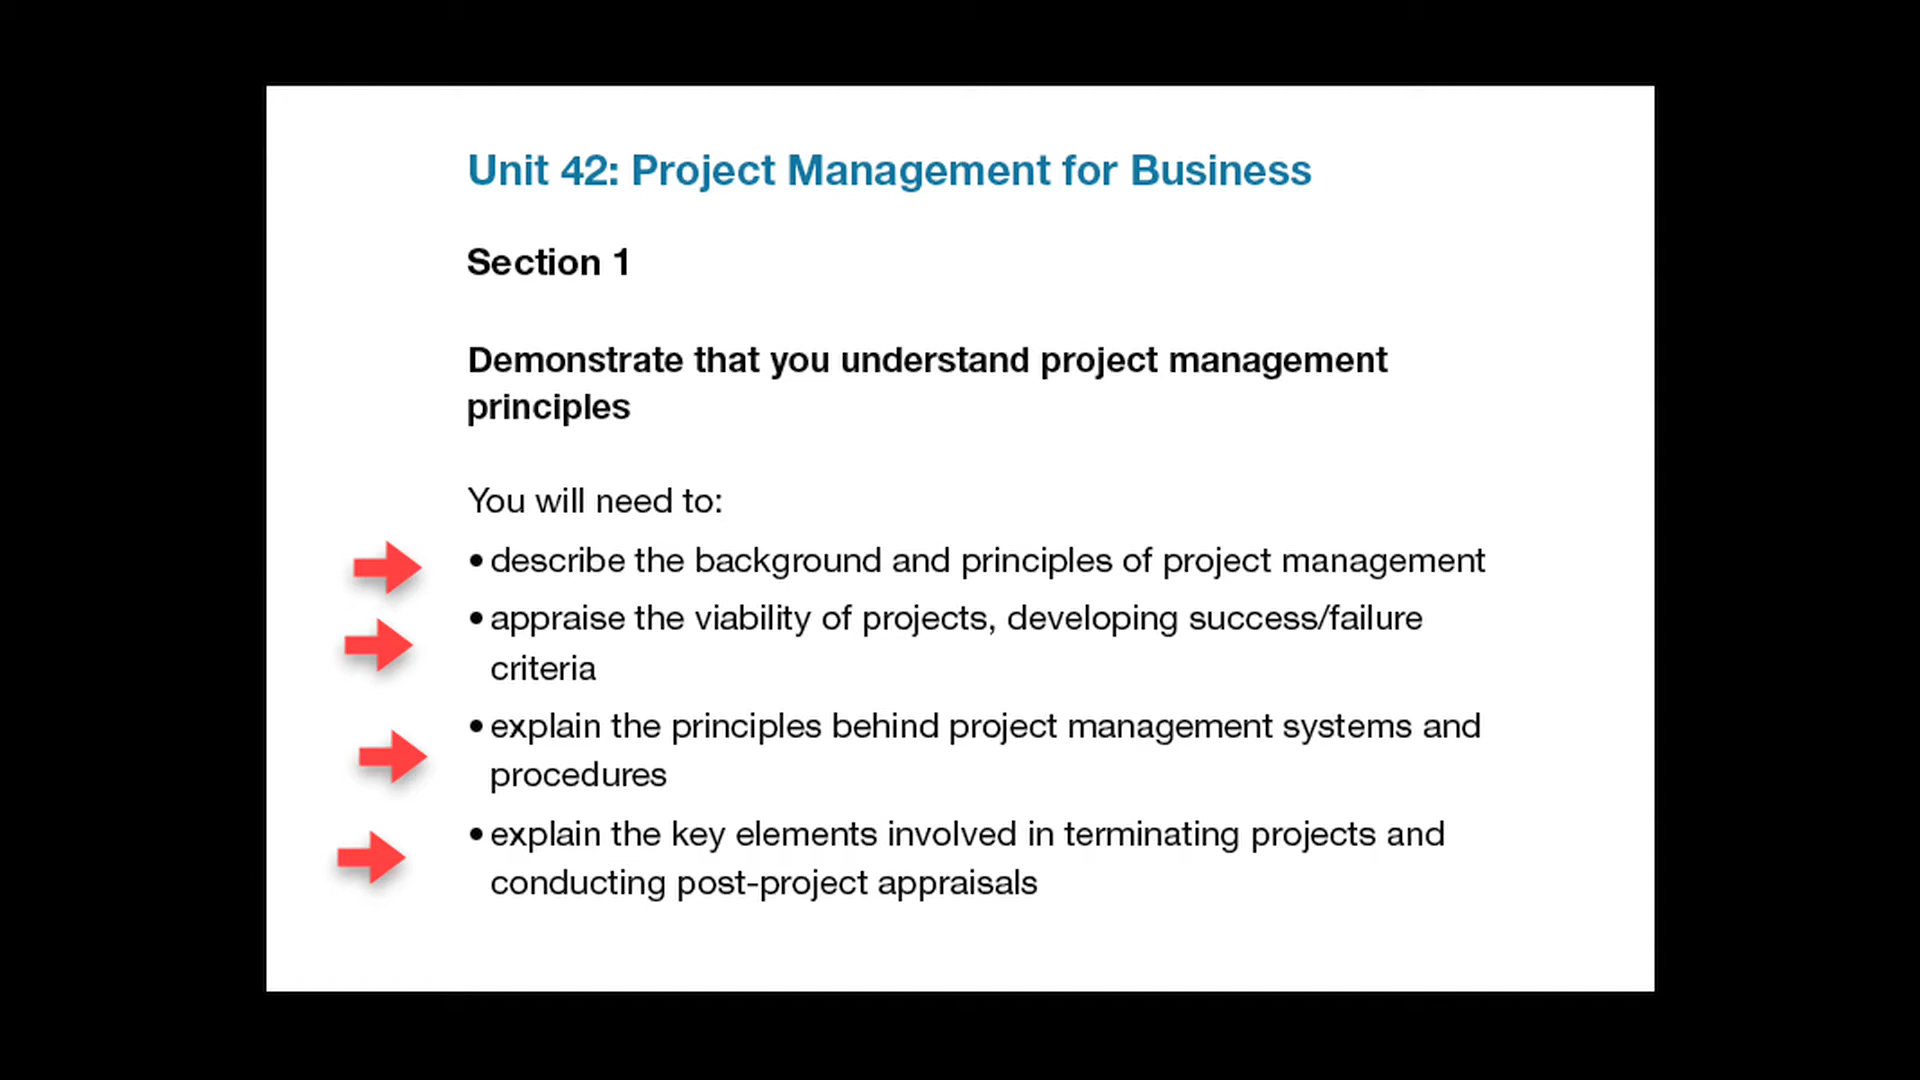 Unit 42: Project Management for Business
Section 1
Demonstrate that you understand project management
principles
You will need to:
• describe the background and principles of project management
• appraise the viability of projects, developing success/failure
criteria
• explain the principles behind project management systems and
procedures
• explain the key elements involved in terminating projects and
conducting post-project appraisals